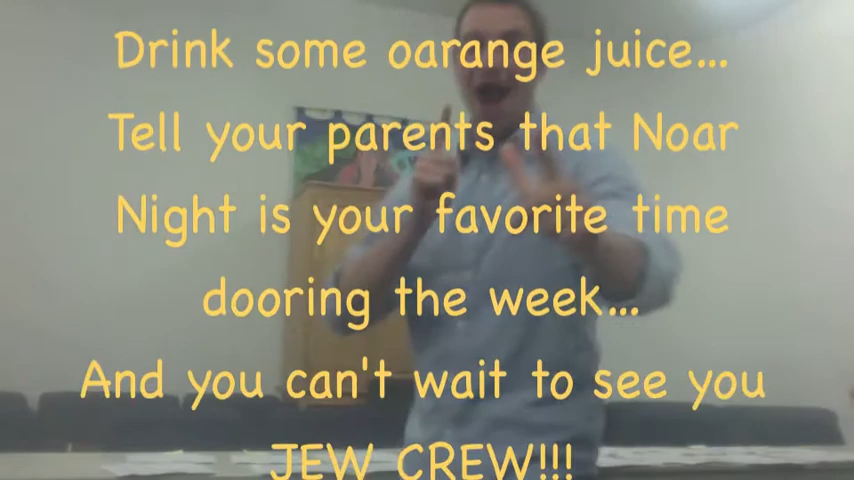 Drink some oarange juice...
Tell your parents that Noar
Night is your favorite time
dooring the week...
And you can't wait to see you
JEW CREW!!!